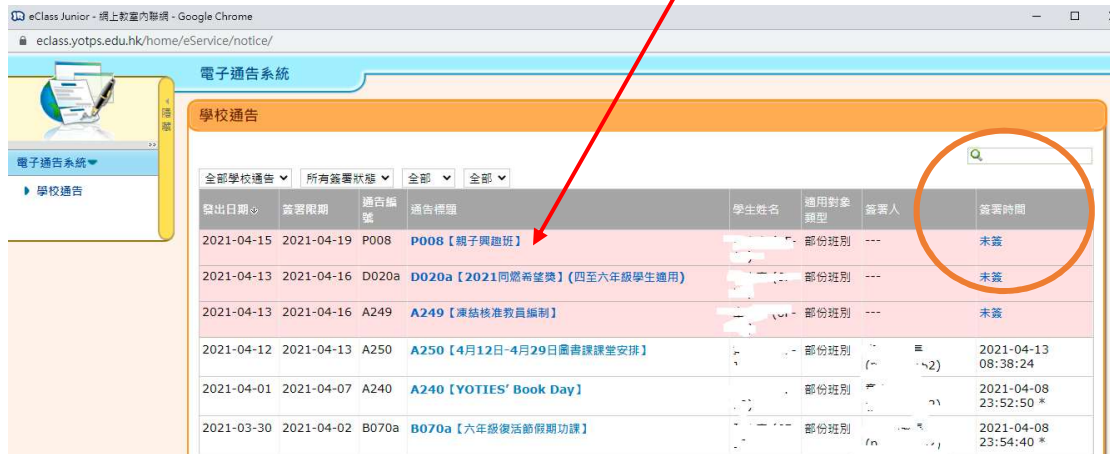 eClass Junior - 網上教室內聯網 - Google Chrome
eclass.yotps.edu.hk/home/eService/notice/
電子通告系統
隱藏
學校通告
電子通告系統
學校通告
全部學校通告 所有簽署狀態 全部 全部
發出日期 簽署限期 通告編號 通告標題 學生姓名 適用對象類型 簽署人 簽署時間
2021-04-15 2021-04-19 P008 P008【親子興趣班】 部份班別 --- 未簽
2021-04-13 2021-04-16 D020a D020a【2021同燃希望獎】(四至六年級學生適用) 部份班別 --- 未簽
2021-04-13 2021-04-16 A249 A249【凍結核准教員編制】 部份班別 --- 未簽
2021-04-12 2021-04-13 A250 A250【4月12日-4月29日圖書課課堂安排】 部份班別 2021-04-13
08:38:24
2021-04-01 2021-04-07 A240 A240【YOTIES' Book Day】 部份班別 2021-04-08
23:52:50 *
2021-03-30 2021-04-02 B070a B070a【六年級復活節假期功課】 部份班別 2021-04-08
23:54:40 *